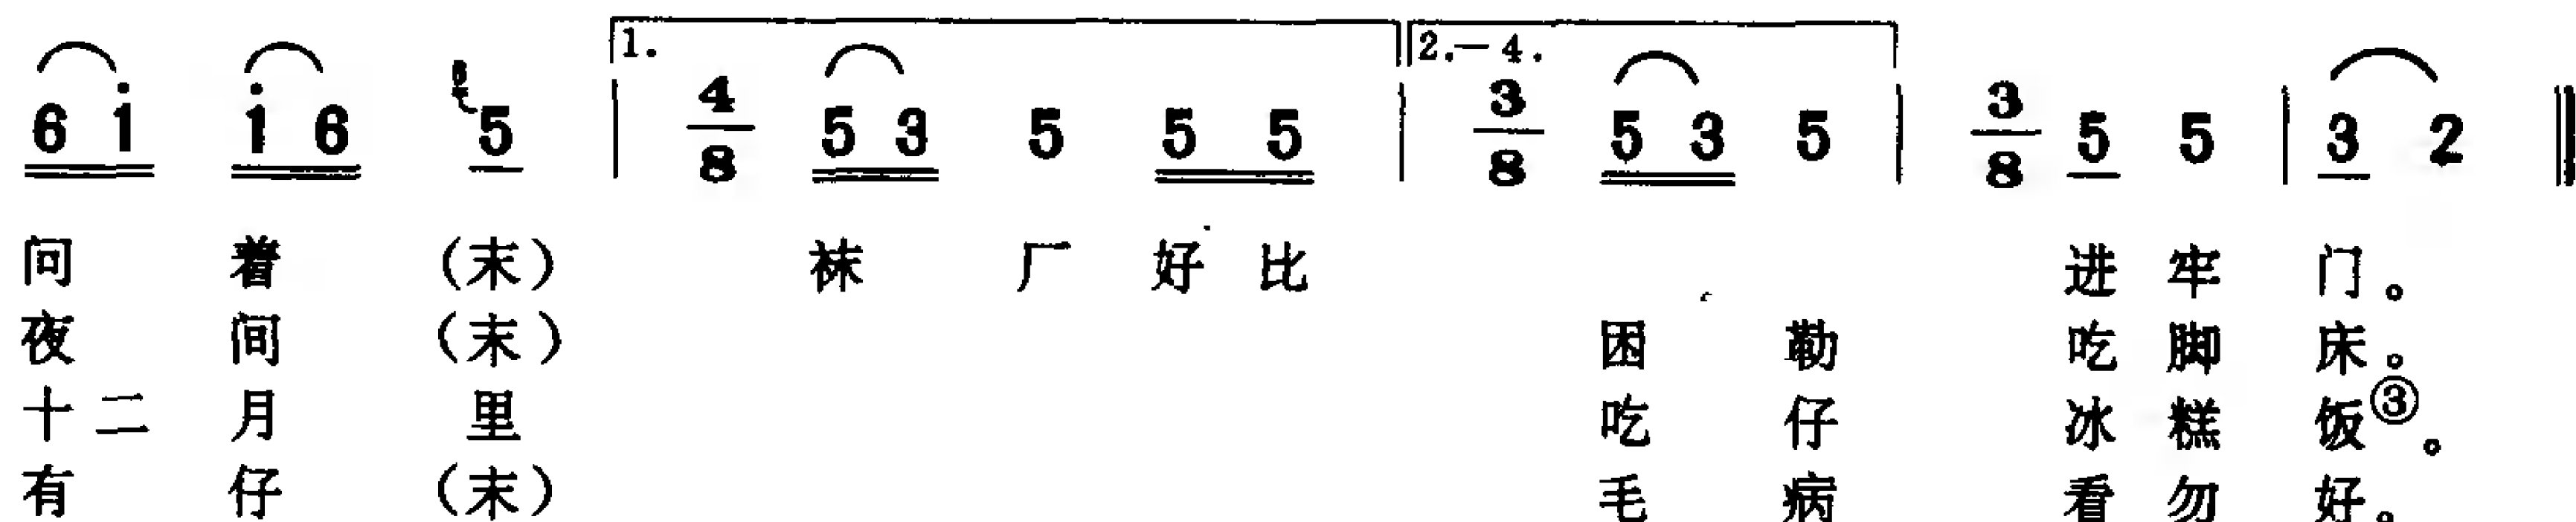 1. 2.—4.
6 i i 6 6 5 | 4/8 5 3 5 5 5 | 3/8 5 3 5 | 3/8 5 5 | 3 2 ‖
问 着 (末) 袜 厂 好 比 进 牢 门。
夜 间 (末) 困 勒 吃 脚 床。
十 二 月 里 吃 仔 冰 糕 饭③。
有 仔 (末) 毛 病 看 勿 好。